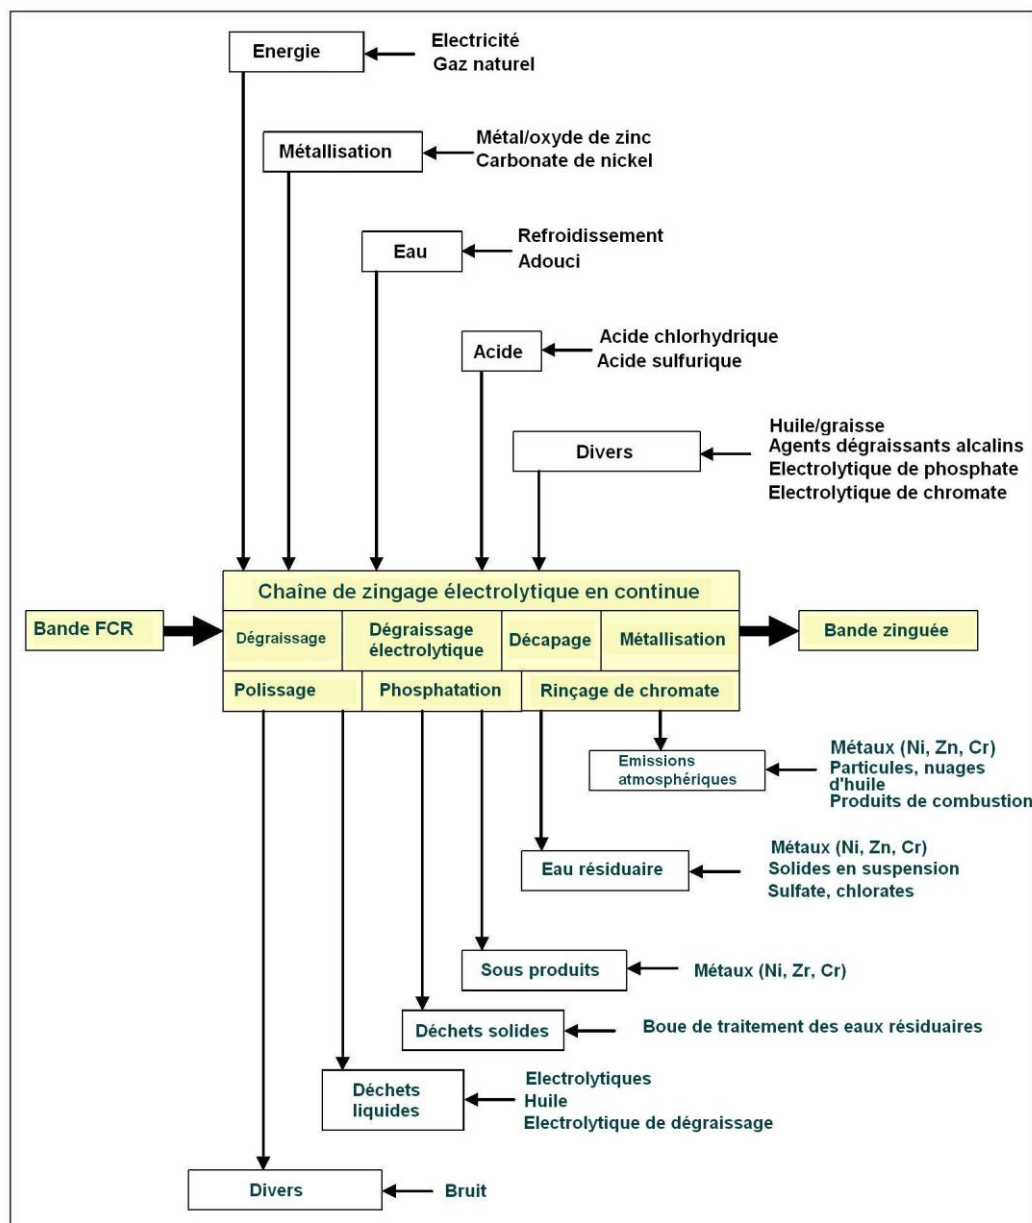 Energie
Electricité
Gaz naturel
Métallisation
Métal/oxyde de zinc
Carbonate de nickel
Eau
Refroidissement
Adouci
Acide
Acide chlorhydrique
Acide sulfurique
Divers
Huile/graisse
Agents dégraissants alcalins
Electrolytique de phosphate
Electrolytique de chromate
Chaîne de zingage électrolytique en continue
Bande FCR
Dégraissage
Dégraissage
électrolytique
Décapage
Métallisation
Bande zinguée
Polissage
Phosphatation
Rinçage de chromate
Emissions
atmosphériques
Métaux (Ni, Zn, Cr)
Particules, nuages
d'huile
Produits de combustion
Eau résiduaire
Métaux (Ni, Zn, Cr)
Solides en suspension
Sulfate, chlorates
Sous produits
Métaux (Ni, Zr, Cr)
Déchets solides
Boue de traitement des eaux résiduaires
Déchets
liquides
Electrolytiques
Huile
Electrolytique de dégraissage
Divers
Bruit